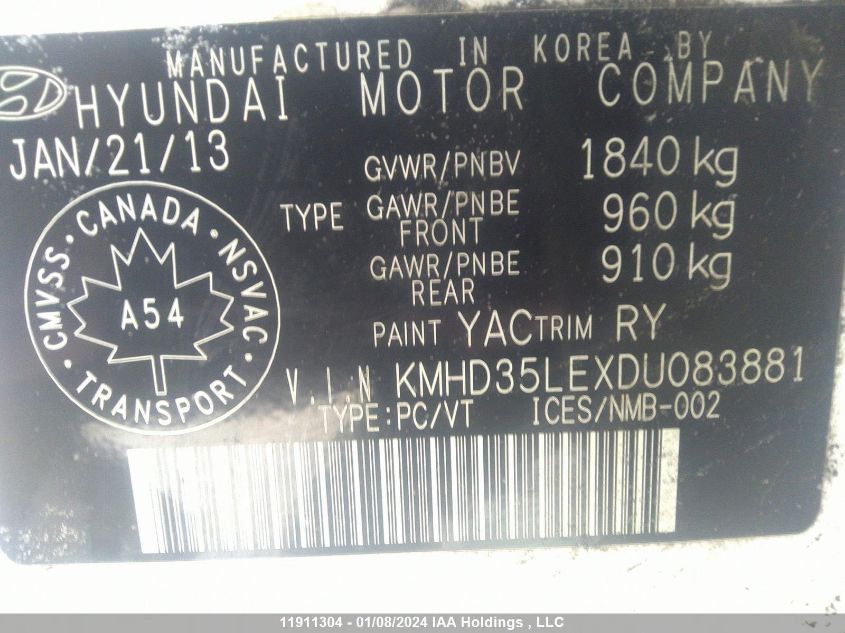 MANUFACTURED IN KOREA BY
HYUNDAI MOTOR COMPANY
JAN/21/13
GVWR/PNBV 1840 kg
TYPE GAWR/PNBE FRONT 960 kg
GAWR/PNBE REAR 910 kg
PAINT YAC TRIM RY
V.I.N KMHD35LEXDU083881
TYPE:PC/VT ICES/NMB-002
CANADA • NSVAC • TRANSPORT • CMVSS •
A54
11911304 - 01/08/2024 IAA Holdings , LLC